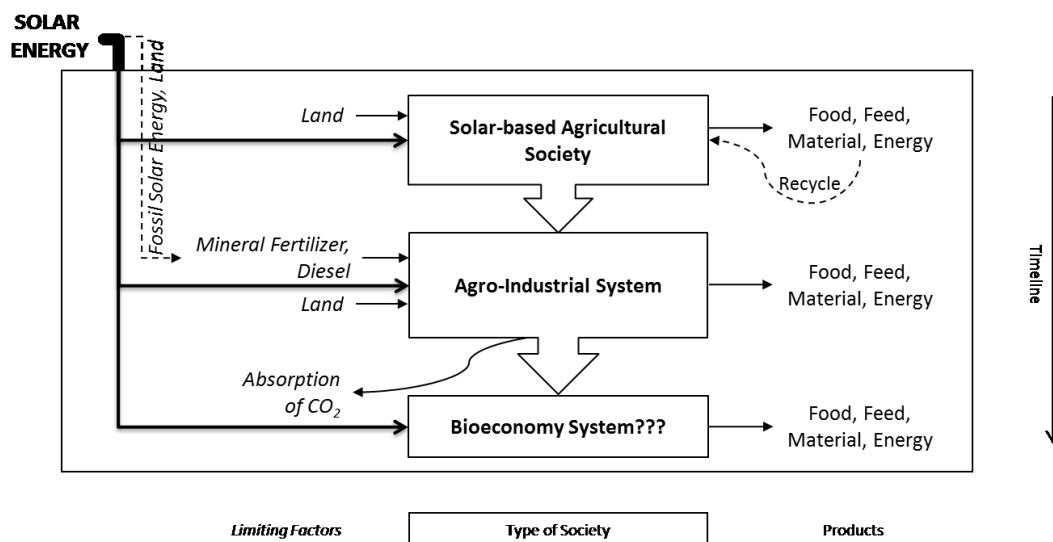 SOLAR
ENERGY
Fossil Solar Energy, Land
Land
Solar-based Agricultural
Society
Food, Feed,
Material, Energy
Recycle
Mineral Fertilizer,
Diesel
Land
Agro-Industrial System
Food, Feed,
Material, Energy
Timeline
Absorption
of CO₂
Bioeconomy System???
Food, Feed,
Material, Energy
Limiting Factors
Type of Society
Products